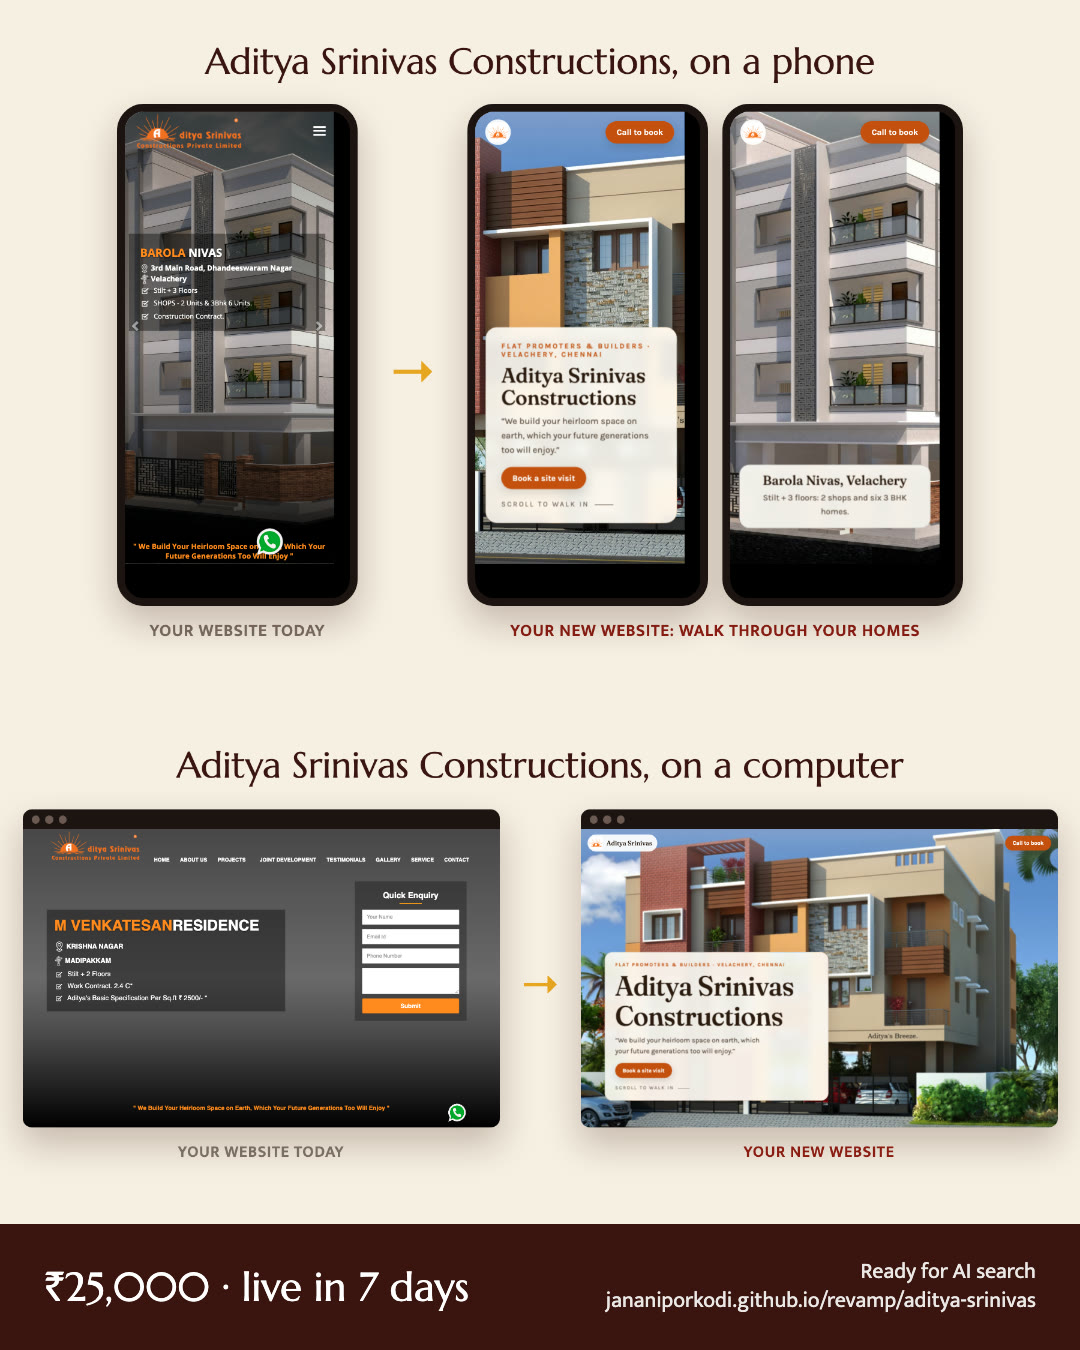 Aditya Srinivas Constructions, on a phone
ditya Srinivas
Constructions Private Limited
BAROLA NIVAS
3rd Main Road, Dhandeeswaram Nagar
Velachery
Stilt + 3 Floors
SHOPS - 2 Units & 3Bhk 6 Units.
Construction Contract.
" We Build Your Heirloom Space on Which Your
Future Generations Too Will Enjoy "
YOUR WEBSITE TODAY
Call to book
FLAT PROMOTERS & BUILDERS ·
VELACHERY, CHENNAI
Aditya Srinivas
Constructions
"We build your heirloom space on
earth, which your future generations
too will enjoy."
Book a site visit
SCROLL TO WALK IN
Call to book
Barola Nivas, Velachery
Stilt + 3 floors: 2 shops and six 3 BHK
homes.
YOUR NEW WEBSITE: WALK THROUGH YOUR HOMES
Aditya Srinivas Constructions, on a computer
ditya Srinivas
Constructions Private Limited
HOME ABOUT US PROJECTS JOINT DEVELOPMENT TESTIMONIALS GALLERY SERVICE CONTACT
M VENKATESANRESIDENCE
KRISHNA NAGAR
MADIPAKKAM
Stilt + 2 Floors
Work Contract. 2.4 C*
Aditya's Basic Specification Per Sq.ft ₹ 2500/- *
Quick Enquiry
Your Name
Email Id
Phone Number
Submit
" We Build Your Heirloom Space on Earth, Which Your Future Generations Too Will Enjoy "
YOUR WEBSITE TODAY
Aditya Srinivas
Call to book
FLAT PROMOTERS & BUILDERS · VELACHERY, CHENNAI
Aditya Srinivas
Constructions
"We build your heirloom space on earth, which
your future generations too will enjoy."
Book a site visit
SCROLL TO WALK IN
Aditya's Breeze.
YOUR NEW WEBSITE
₹25,000 · live in 7 days
Ready for AI search
jananiporkodi.github.io/revamp/aditya-srinivas